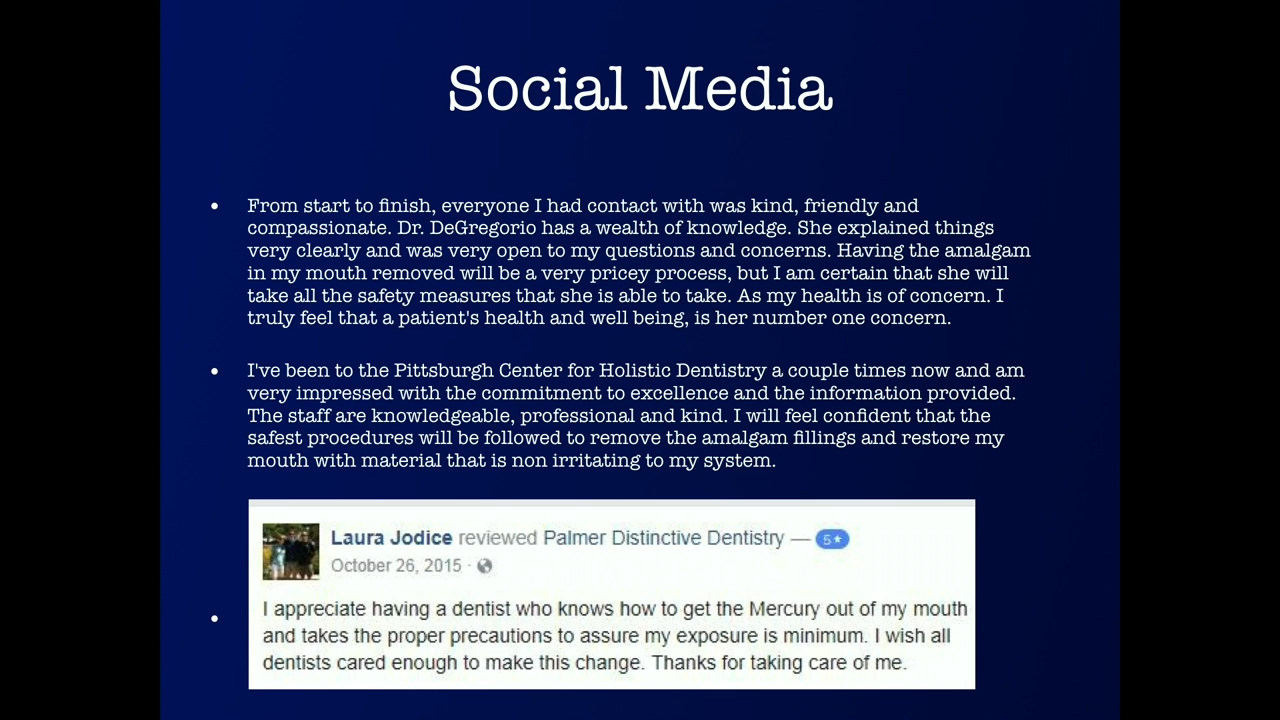 Social Media
• From start to finish, everyone I had contact with was kind, friendly and
compassionate. Dr. DeGregorio has a wealth of knowledge. She explained things
very clearly and was very open to my questions and concerns. Having the amalgam
in my mouth removed will be a very pricey process, but I am certain that she will
take all the safety measures that she is able to take. As my health is of concern. I
truly feel that a patient's health and well being, is her number one concern.
• I've been to the Pittsburgh Center for Holistic Dentistry a couple times now and am
very impressed with the commitment to excellence and the information provided.
The staff are knowledgeable, professional and kind. I will feel confident that the
safest procedures will be followed to remove the amalgam fillings and restore my
mouth with material that is non irritating to my system.
• Laura Jodice reviewed Palmer Distinctive Dentistry — 5★
October 26, 2015 ·
I appreciate having a dentist who knows how to get the Mercury out of my mouth
and takes the proper precautions to assure my exposure is minimum. I wish all
dentists cared enough to make this change. Thanks for taking care of me.